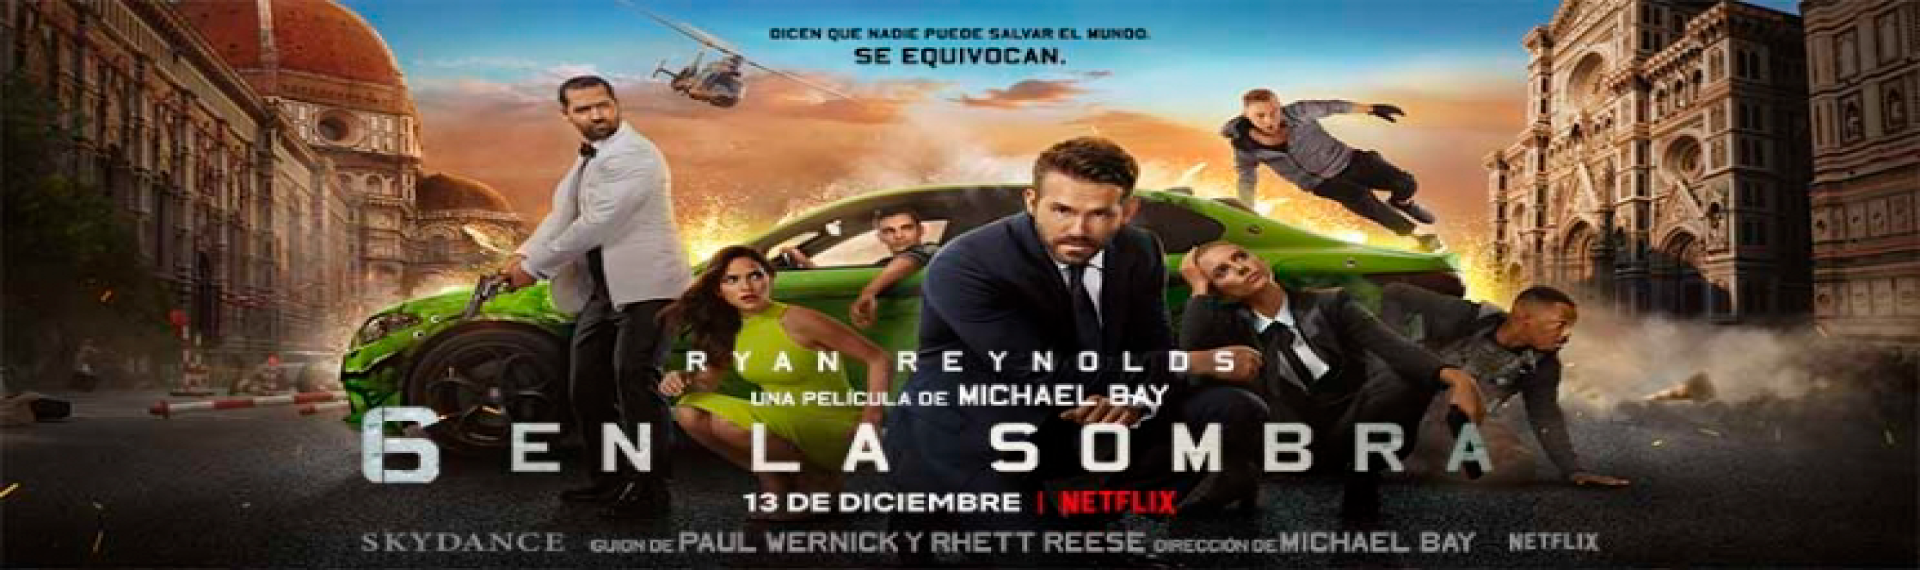 DICEN QUE NADIE PUEDE SALVAR EL MUNDO.
SE EQUIVOCAN.
RYAN REYNOLDS
UNA PELÍCULA DE MICHAEL BAY
6 EN LA SOMBRA
13 DE DICIEMBRE | NETFLIX
SKYDANCE GUION DE PAUL WERNICK Y RHETT REESE DIRECCIÓN DE MICHAEL BAY NETFLIX